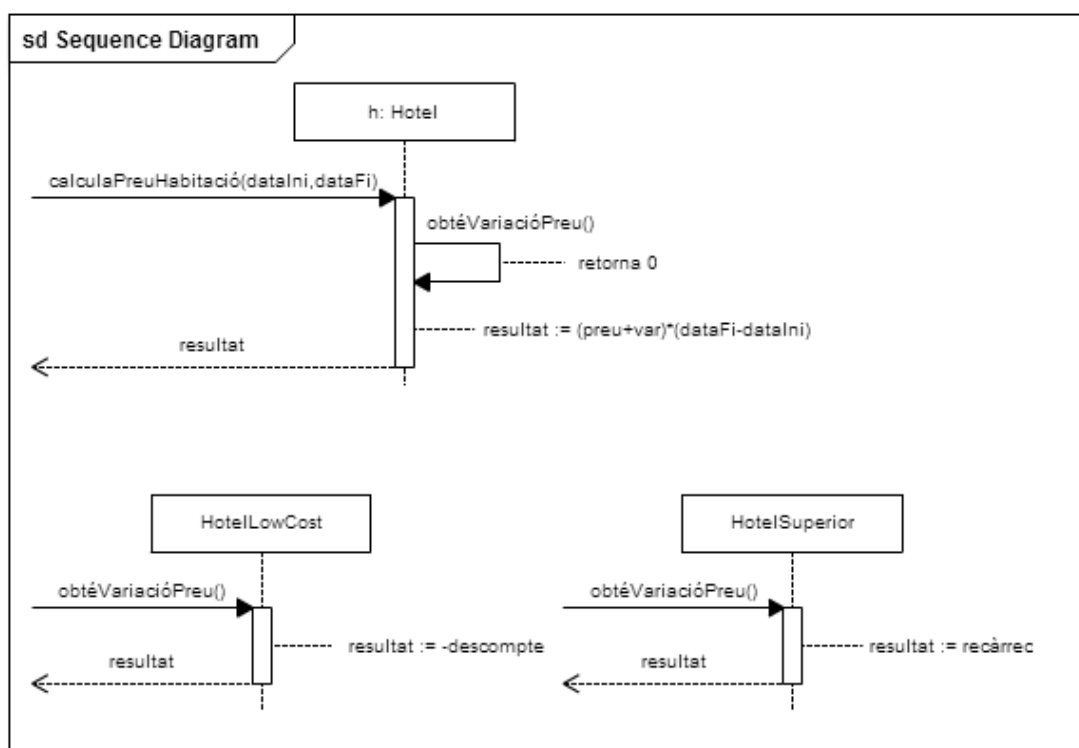 sd Sequence Diagram
h: Hotel
calculaPreuHabitació(dataIni,dataFi)
obtéVariacióPreu()
retorna 0
resultat := (preu+var)*(dataFi-dataIni)
resultat
HotelLowCost
HotelSuperior
obtéVariacióPreu()
obtéVariacióPreu()
resultat := -descompte
resultat := recàrrec
resultat
resultat